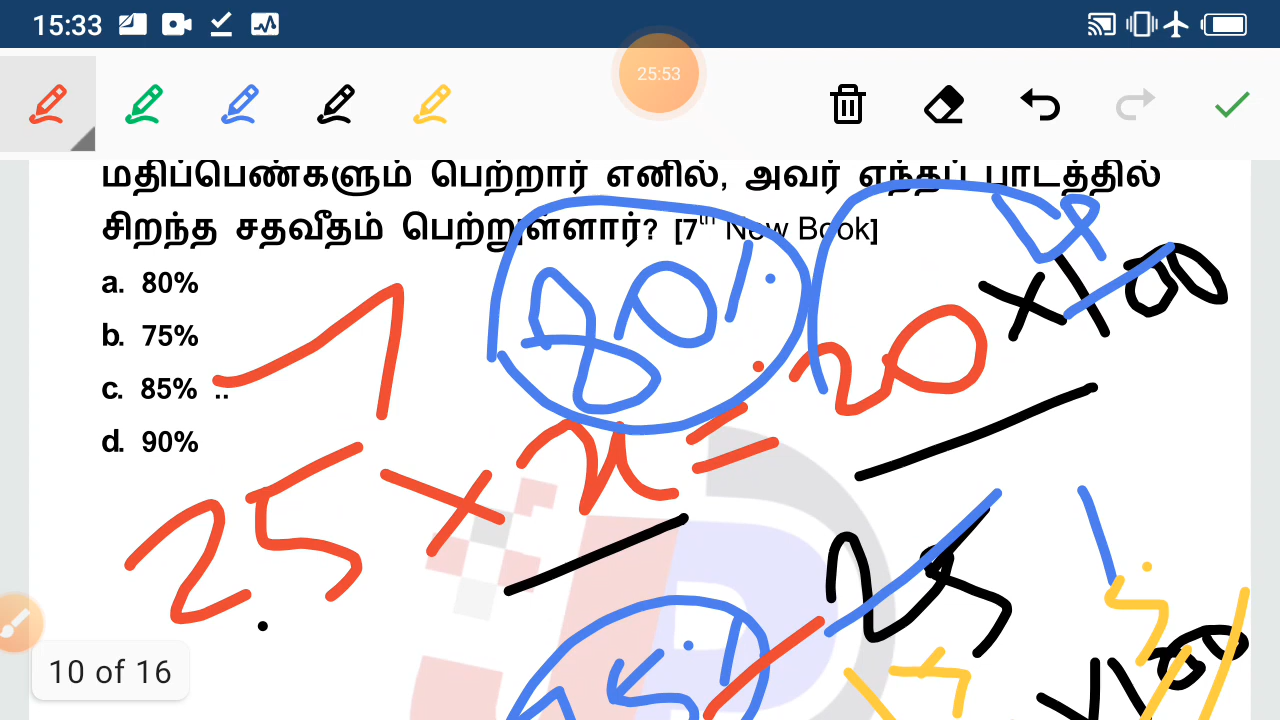 15:33
25:53
மதிப்பெண்களும் பெற்றார் எனில், அவர் எந்தப் பாடத்தில்
சிறந்த சதவீதம் பெற்றுள்ளார்? [7th New Book]
a. 80%
b. 75%
c. 85% ..
d. 90%
80%
4
20 x 100
25
25 × x =
10 of 16